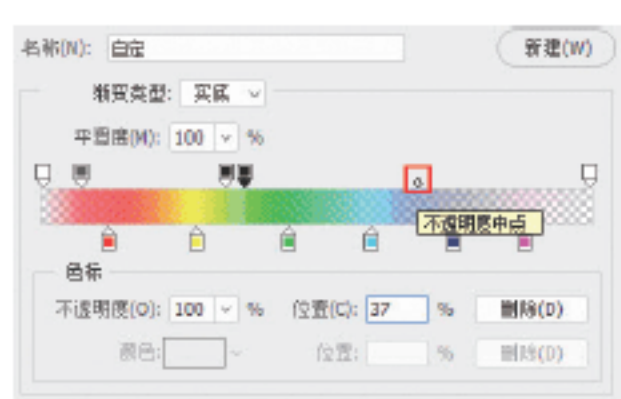 名称(N): 自定 新建(W)
渐变类型: 实底
平滑度(M): 100 %
不透明度中点
色标
不透明度(O): 100 % 位置(C): 37 % 删除(D)
颜色: 位置: % 删除(D)